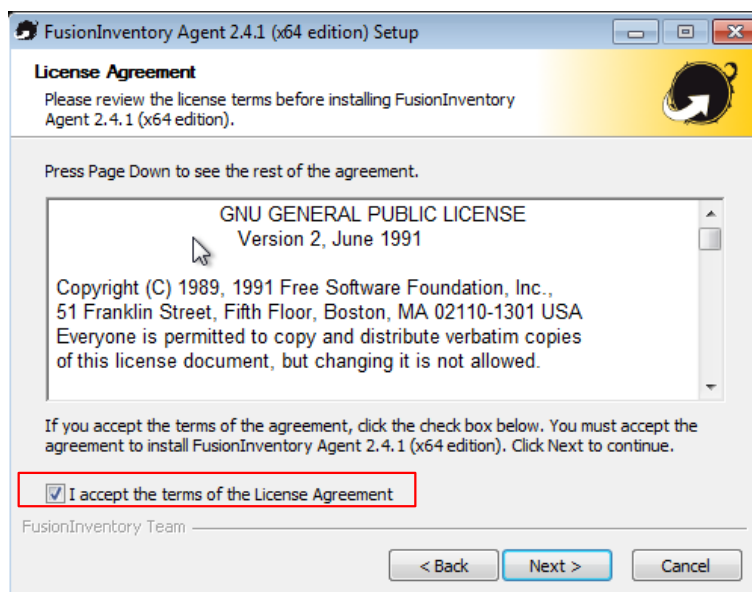 FusionInventory Agent 2.4.1 (x64 edition) Setup
License Agreement
Please review the license terms before installing FusionInventory
Agent 2.4.1 (x64 edition).
Press Page Down to see the rest of the agreement.
GNU GENERAL PUBLIC LICENSE
Version 2, June 1991
Copyright (C) 1989, 1991 Free Software Foundation, Inc.,
51 Franklin Street, Fifth Floor, Boston, MA 02110-1301 USA
Everyone is permitted to copy and distribute verbatim copies
of this license document, but changing it is not allowed.
If you accept the terms of the agreement, click the check box below. You must accept the
agreement to install FusionInventory Agent 2.4.1 (x64 edition). Click Next to continue.
I accept the terms of the License Agreement
FusionInventory Team
< Back Next > Cancel